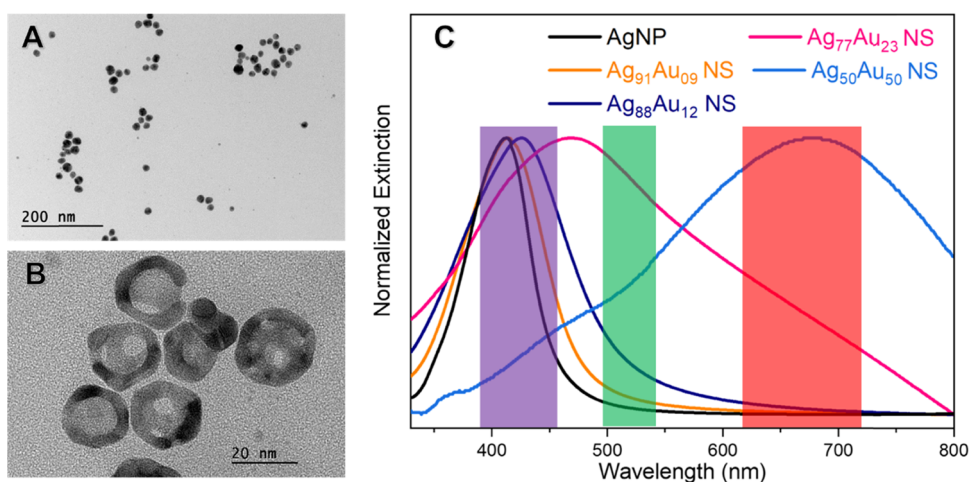 A
200 nm
B
20 nm
C
AgNP
Ag₉₁Au₀₉ NS
Ag₈₈Au₁₂ NS
Ag₇₇Au₂₃ NS
Ag₅₀Au₅₀ NS
Normalized Extinction
400
500
600
700
800
Wavelength (nm)